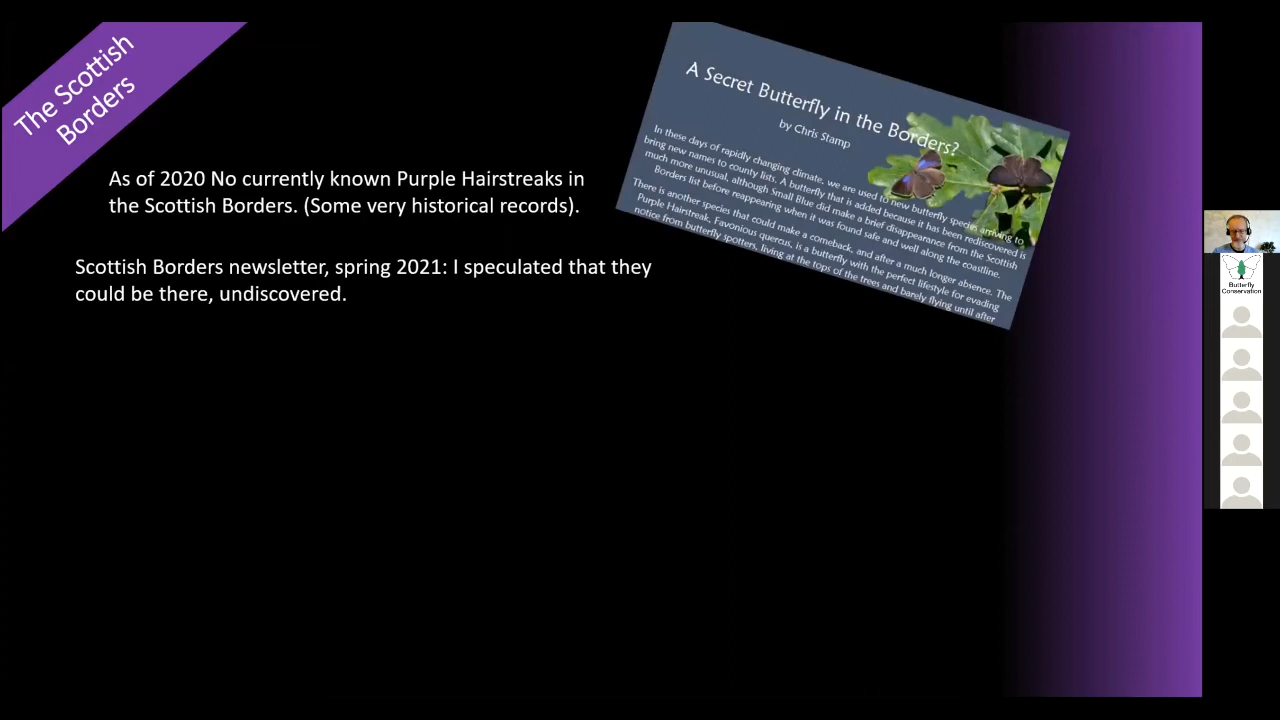 The Scottish
Borders
As of 2020 No currently known Purple Hairstreaks in
the Scottish Borders. (Some very historical records).
Scottish Borders newsletter, spring 2021: I speculated that they
could be there, undiscovered.
A Secret Butterfly in the Borders?
by Chris Stamp
In these days of rapidly changing climate, we are used to new butterfly species arriving to
bring new names to county lists. A butterfly that is added because it has been rediscovered is
much more unusual, although Small Blue did make a brief disappearance from the Scottish
Borders list before reappearing when it was found safe and well along the coastline.
There is another species that could make a comeback, and after a much longer absence. The
Purple Hairstreak, Favonious quercus, is a butterfly with the perfect lifestyle for evading
notice from butterfly spotters, living at the tops of the trees and barely flying until after
Butterfly
Conservation